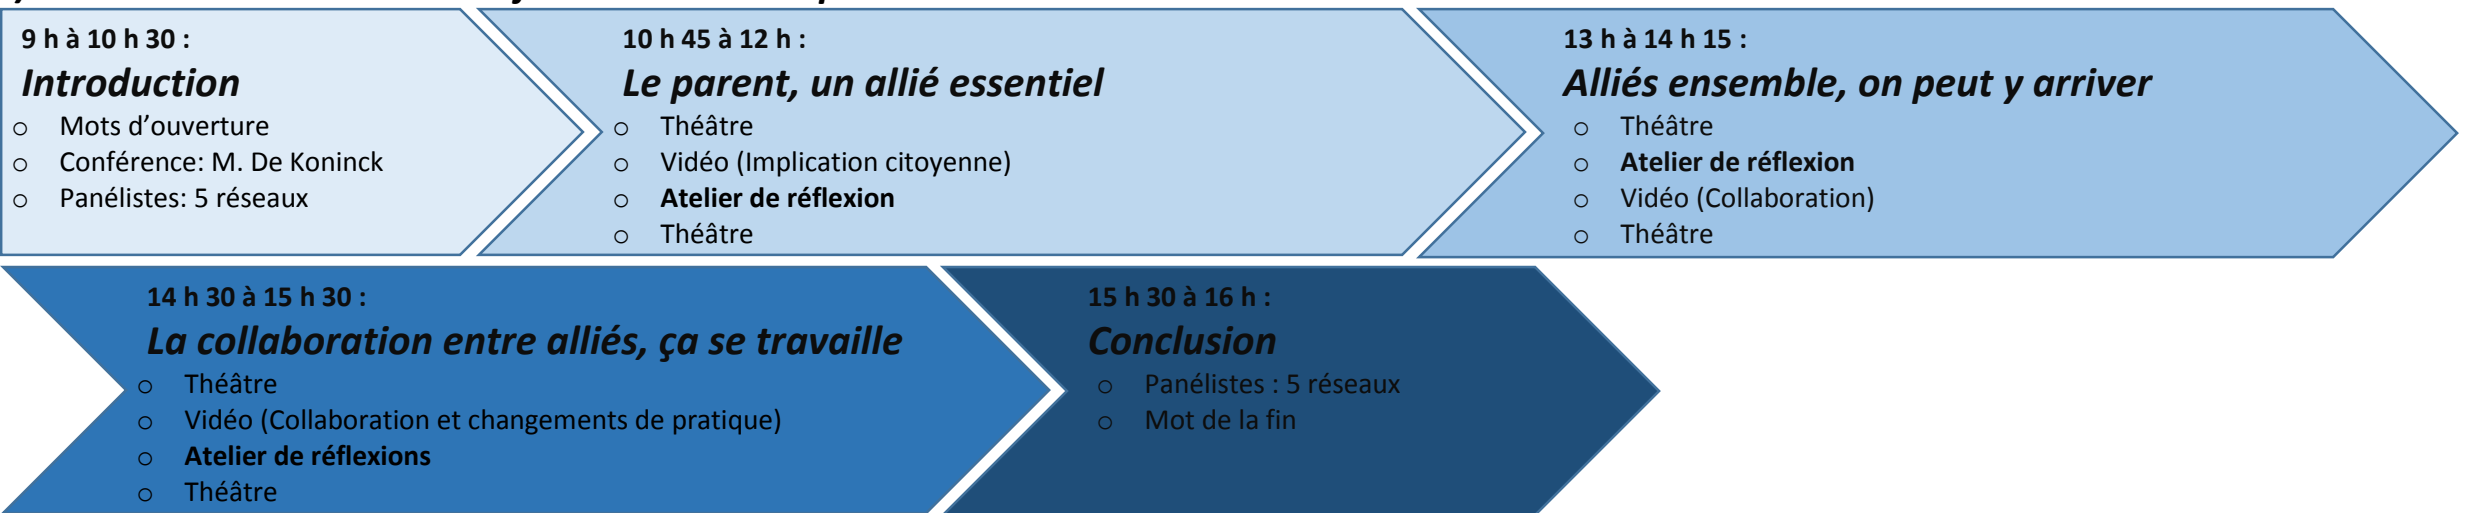 9 h à 10 h 30 :
Introduction
o Mots d’ouverture
o Conférence: M. De Koninck
o Panélistes: 5 réseaux
10 h 45 à 12 h :
Le parent, un allié essentiel
o Théâtre
o Vidéo (Implication citoyenne)
o Atelier de réflexion
o Théâtre
13 h à 14 h 15 :
Alliés ensemble, on peut y arriver
o Théâtre
o Atelier de réflexion
o Vidéo (Collaboration)
o Théâtre
14 h 30 à 15 h 30 :
La collaboration entre alliés, ça se travaille
o Théâtre
o Vidéo (Collaboration et changements de pratique)
o Atelier de réflexions
o Théâtre
15 h 30 à 16 h :
Conclusion
o Panélistes : 5 réseaux
o Mot de la fin